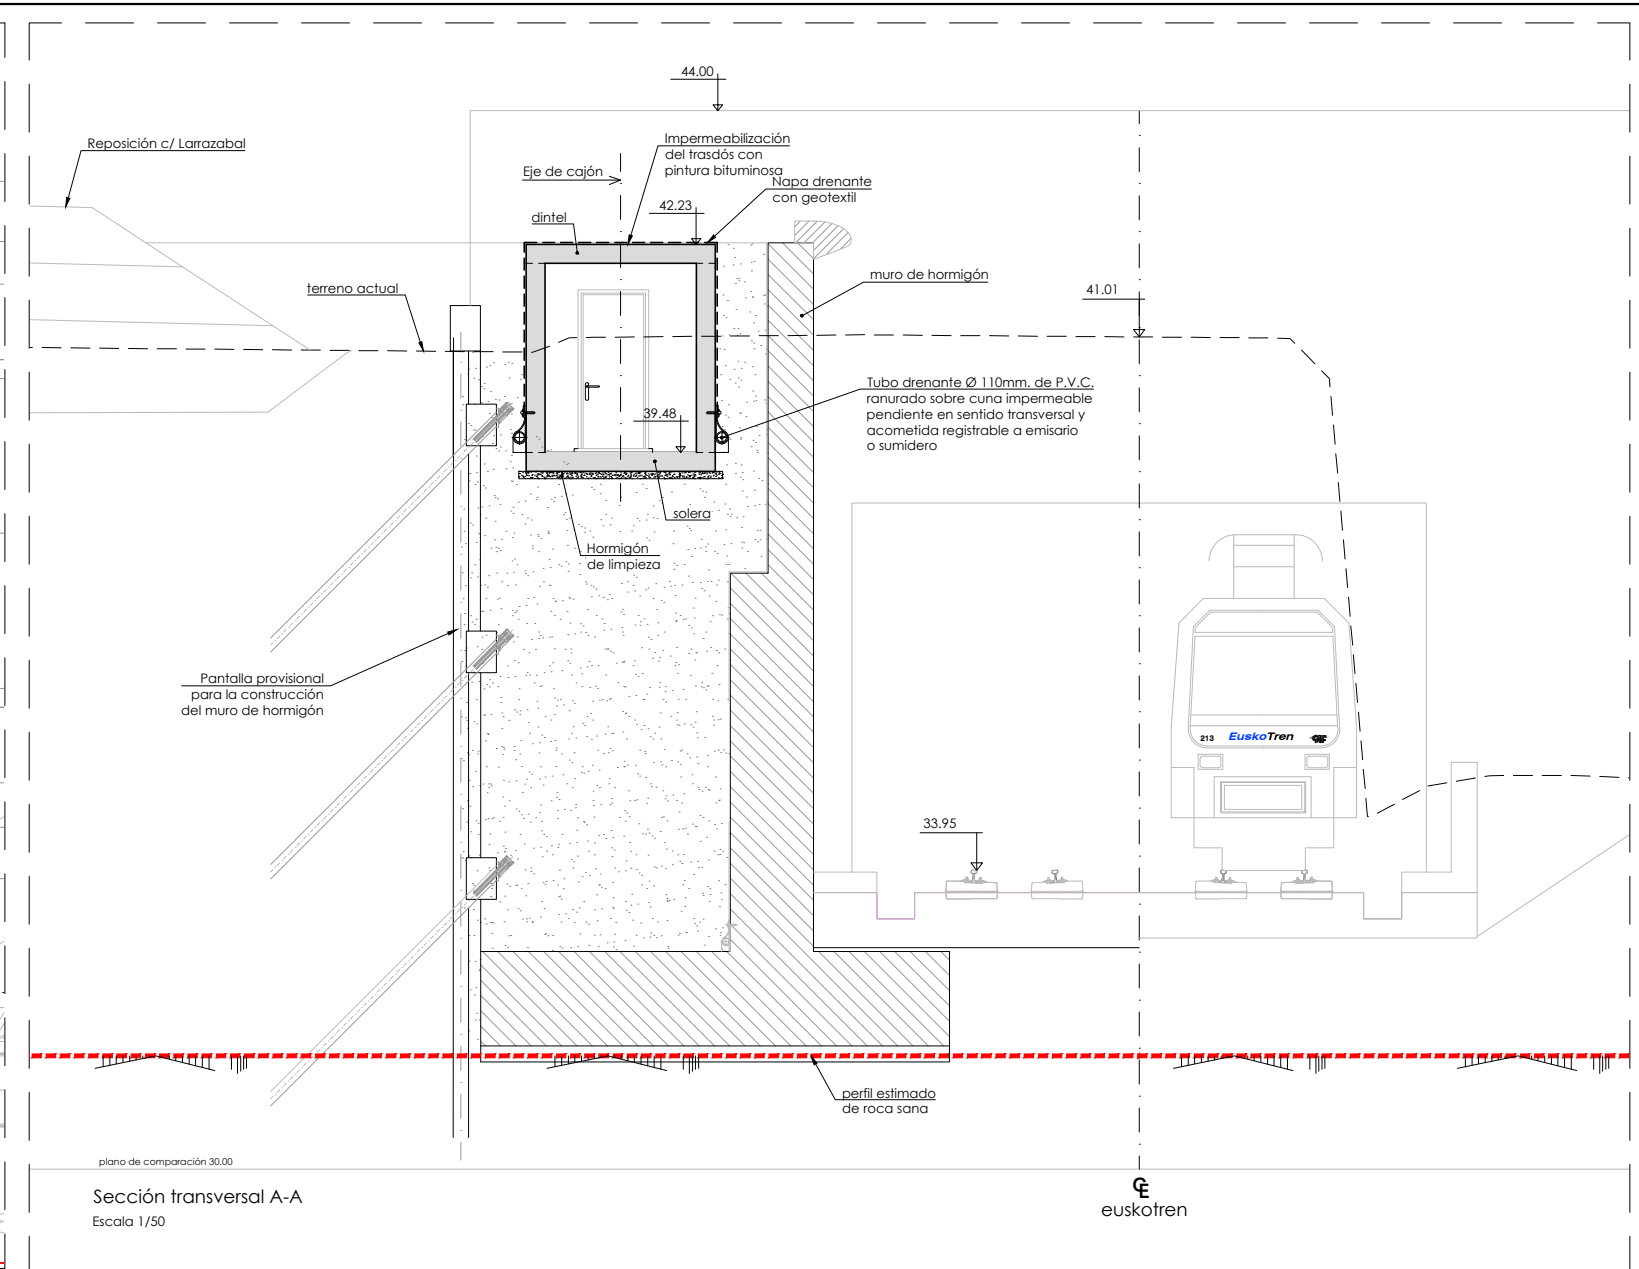 44.00
Reposición c/ Larrazabal
Impermeabilización
del trasdós con
pintura bituminosa
Eje de cajón
Napa drenante
con geotextil
42.23
dintel
muro de hormigón
terreno actual
41.01
Tubo drenante Ø 110mm. de P.V.C.
ranurado sobre cuna impermeable
pendiente en sentido transversal y
acometida registrable a emisario
o sumidero
39.48
solera
Hormigón
de limpieza
Pantalla provisional
para la construcción
del muro de hormigón
213 EuskoTren CAF
33.95
perfil estimado
de roca sana
plano de comparación 30.00
Sección transversal A-A
Escala 1/50
euskotren